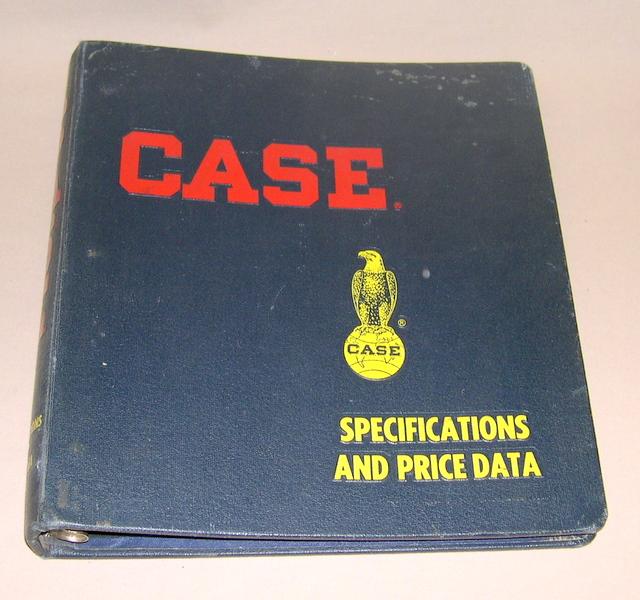 CASE®
®
CASE
SPECIFICATIONS
AND PRICE DATA